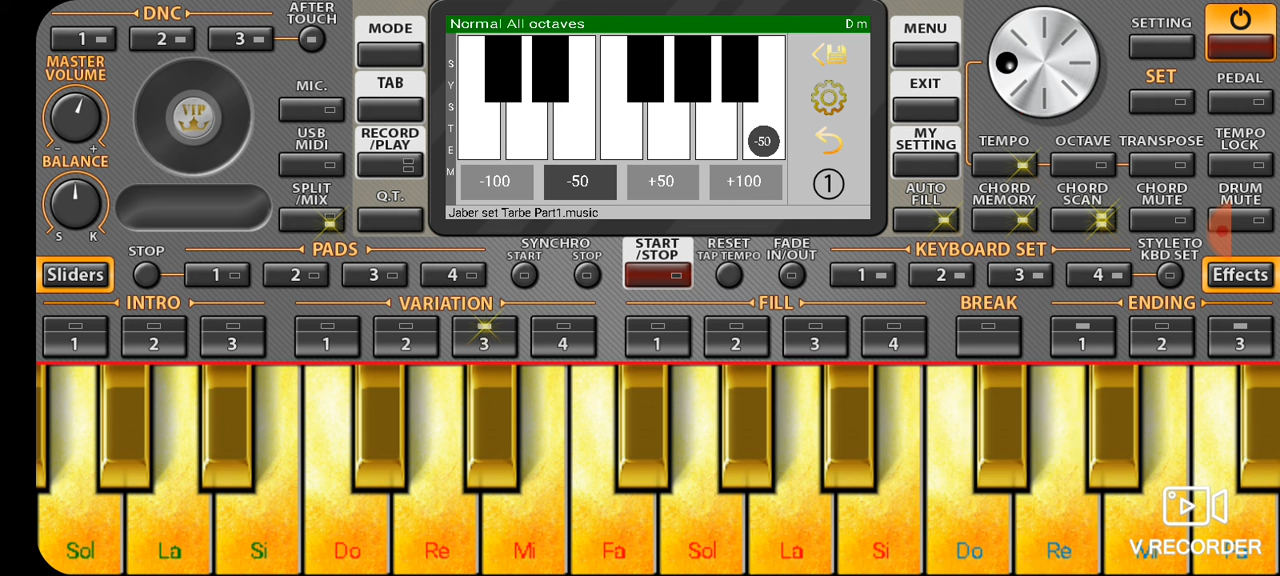 DNC
1 2 3
AFTER
TOUCH
MASTER
VOLUME
- +
BALANCE
S K
VIP
MIC.
USB
MIDI
SPLIT
/MIX
MODE
TAB
RECORD
/PLAY
Q.T.
Normal All octaves Dm
SYSTEM
-50
-100 -50 +50 +100
1
Jaber set Tarbe Part1.music
MENU
EXIT
MY
SETTING
AUTO
FILL
SETTING
SET
PEDAL
TEMPO OCTAVE TRANSPOSE TEMPO
LOCK
CHORD
MEMORY
CHORD
SCAN
CHORD
MUTE
DRUM
MUTE
Sliders
STOP
PADS
1 2 3 4
SYNCHRO
START STOP
START
/STOP
RESET
TAP TEMPO
FADE
IN/OUT
KEYBOARD SET
1 2 3 4
STYLE TO
KBD SET
Effects
INTRO VARIATION FILL BREAK ENDING
1 2 3 1 2 3 4 1 2 3 4 1 2 3
Sol La Si Do Re Mi Fa Sol La Si Do Re
V.RECORDER